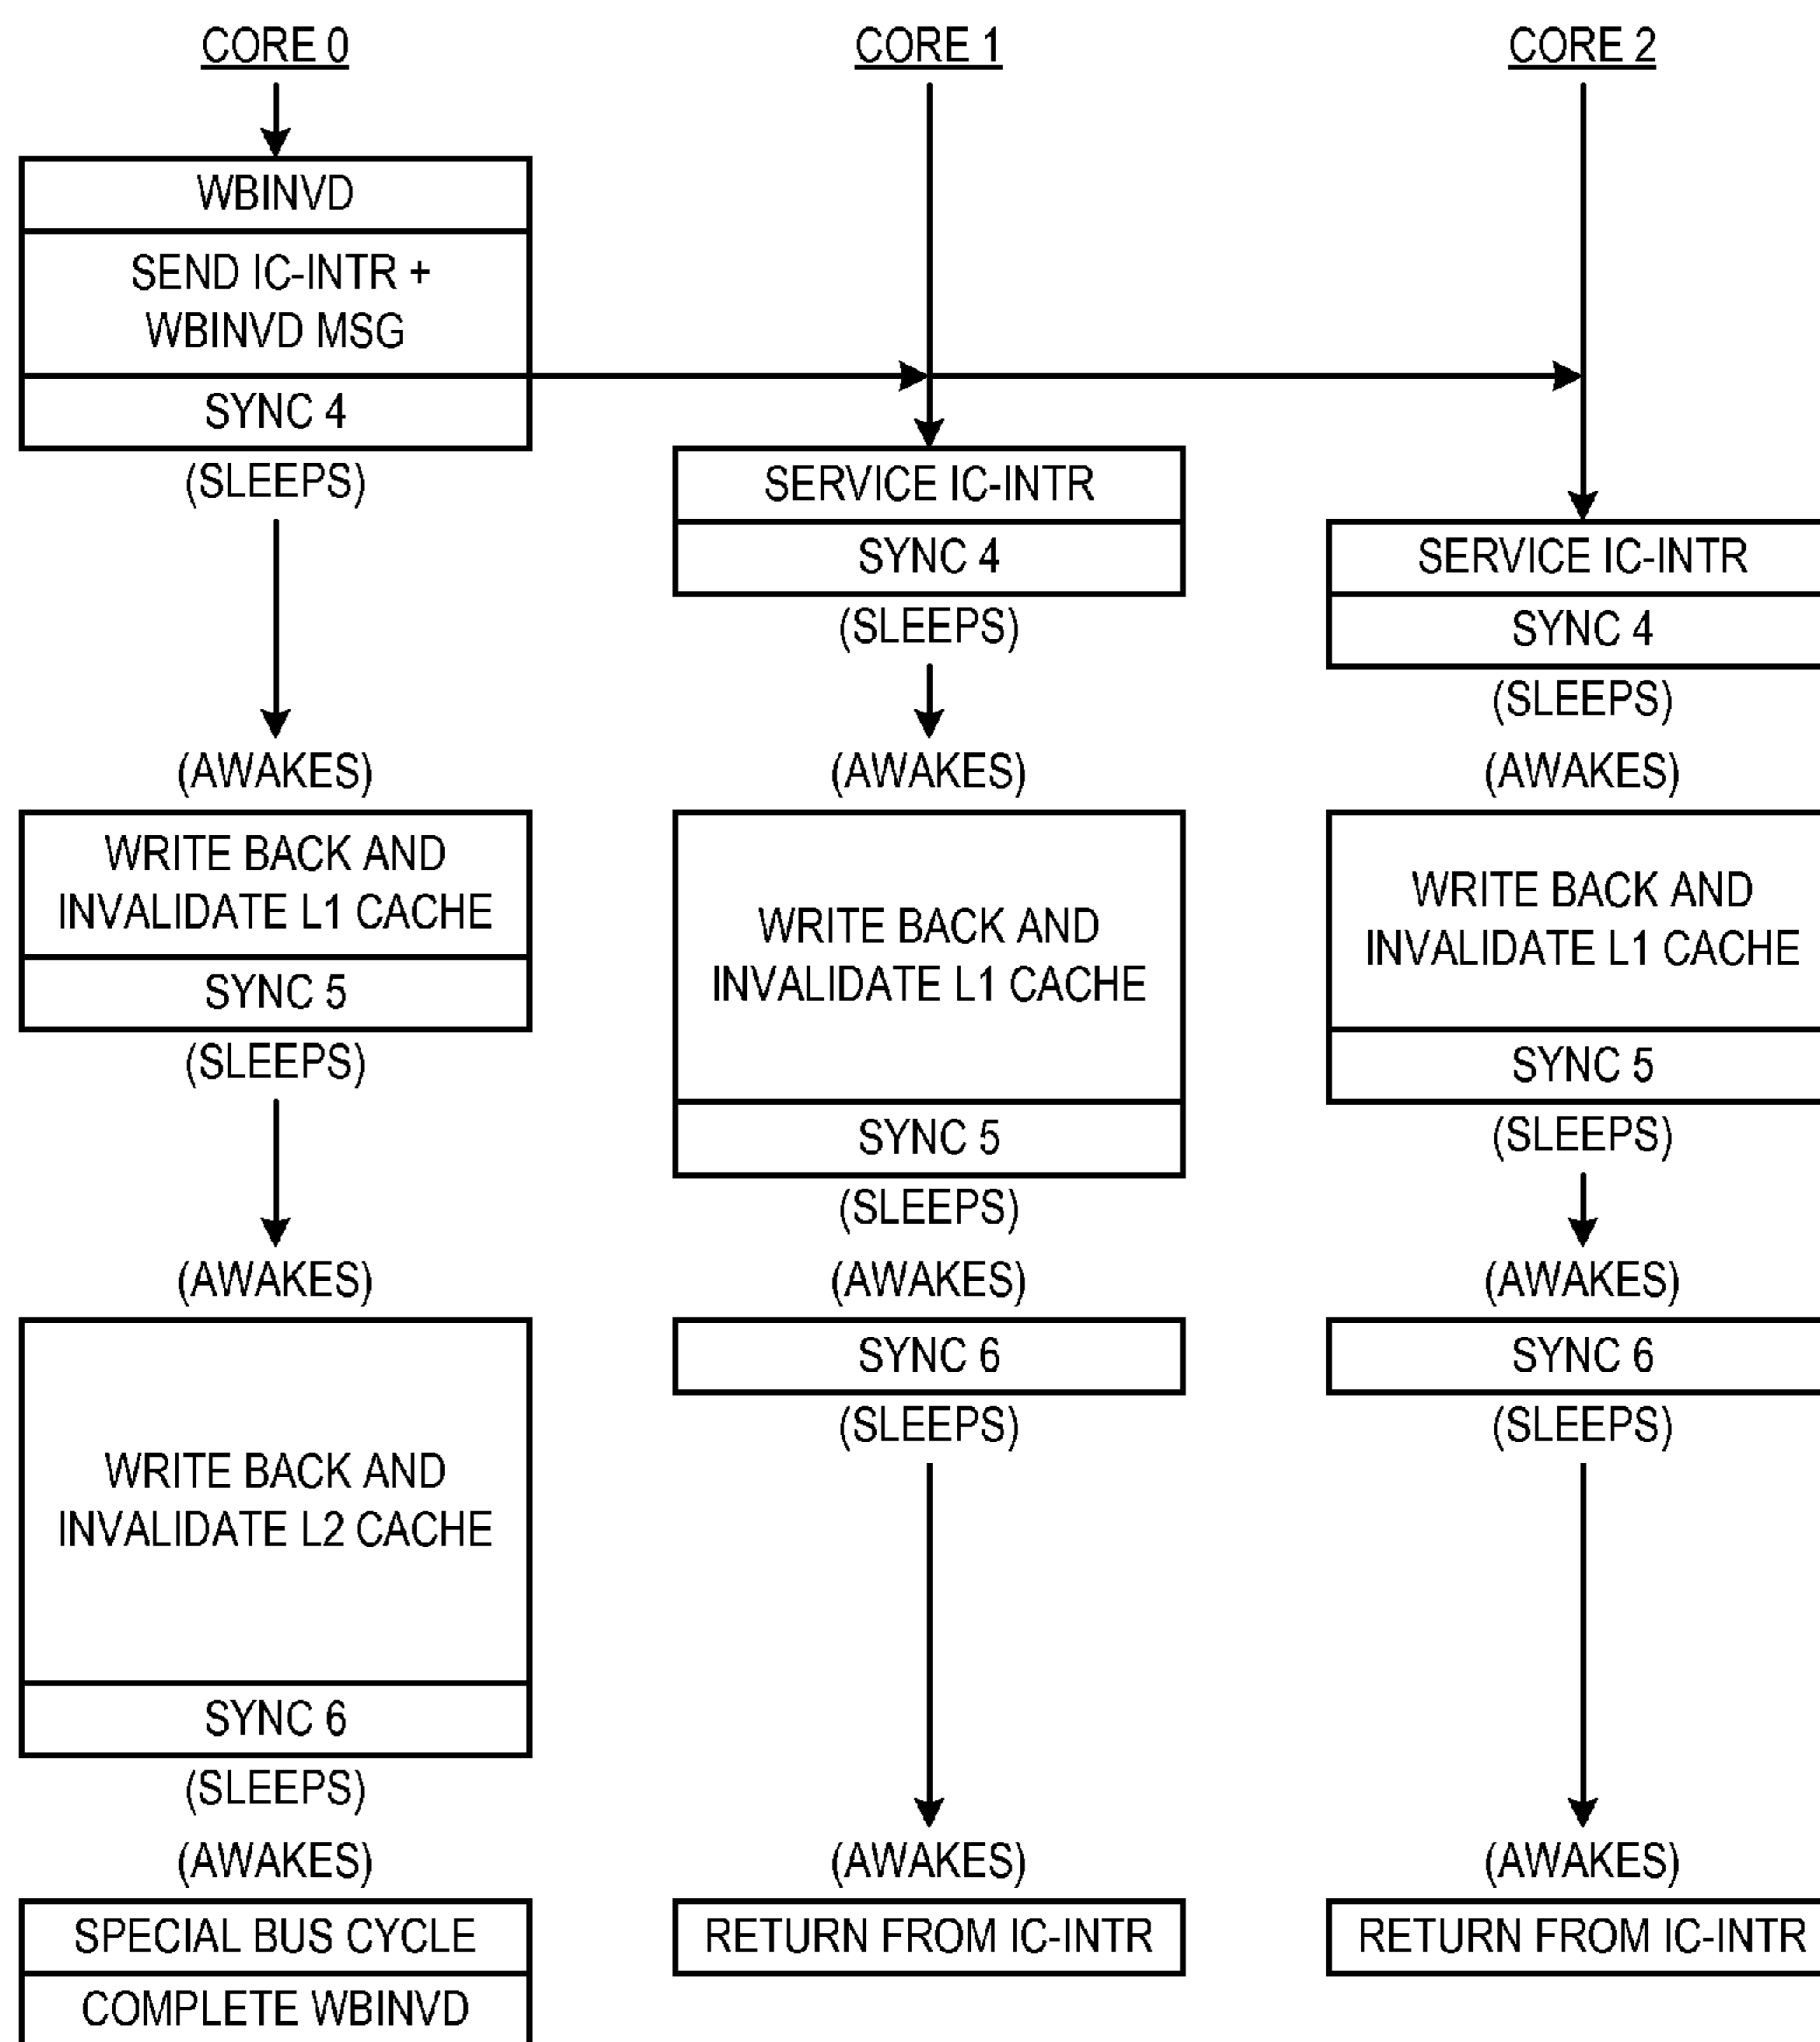 CORE 0
CORE 1
CORE 2
WBINVD
SEND IC-INTR +
WBINVD MSG
SYNC 4
(SLEEPS)
SERVICE IC-INTR
SYNC 4
(SLEEPS)
SERVICE IC-INTR
SYNC 4
(SLEEPS)
(AWAKES)
(AWAKES)
(AWAKES)
WRITE BACK AND
INVALIDATE L1 CACHE
SYNC 5
(SLEEPS)
WRITE BACK AND
INVALIDATE L1 CACHE
SYNC 5
(SLEEPS)
WRITE BACK AND
INVALIDATE L1 CACHE
SYNC 5
(SLEEPS)
(AWAKES)
(AWAKES)
(AWAKES)
WRITE BACK AND
INVALIDATE L2 CACHE
SYNC 6
(SLEEPS)
SYNC 6
(SLEEPS)
SYNC 6
(SLEEPS)
(AWAKES)
(AWAKES)
(AWAKES)
SPECIAL BUS CYCLE
COMPLETE WBINVD
RETURN FROM IC-INTR
RETURN FROM IC-INTR